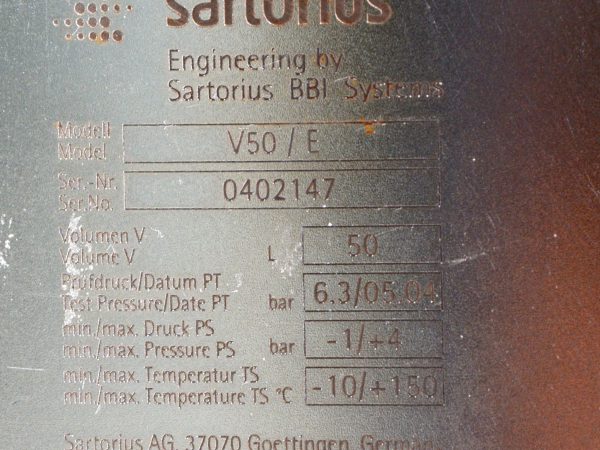 sartorius
Engineering by
Sartorius BBI Systems
Modell
Model
V50 / E
Ser.-Nr.
Ser.No.
0402147
Volumen V
Volume V
L
50
Prüfdruck/Datum PT
Test Pressure/Date PT
bar
6.3/05.04
min./max. Druck PS
min./max. Pressure PS
bar
-1/+4
min./max. Temperatur TS
min./max. Temperature TS °C
-10/+150
Sartorius AG, 37070 Goettingen, German